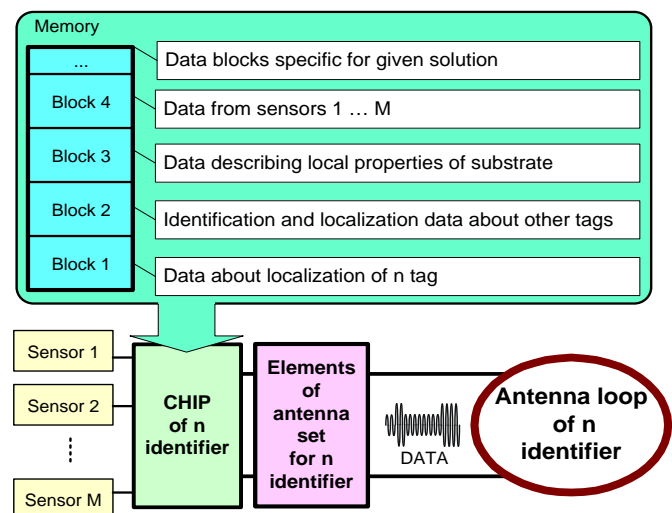 Memory
...
Data blocks specific for given solution
Block 4
Data from sensors 1 ... M
Block 3
Data describing local properties of substrate
Block 2
Identification and localization data about other tags
Block 1
Data about localization of n tag
Sensor 1
Sensor 2
Sensor M
CHIP
of n
identifier
Elements
of
antenna
set
for n
identifier
DATA
Antenna loop
of n
identifier